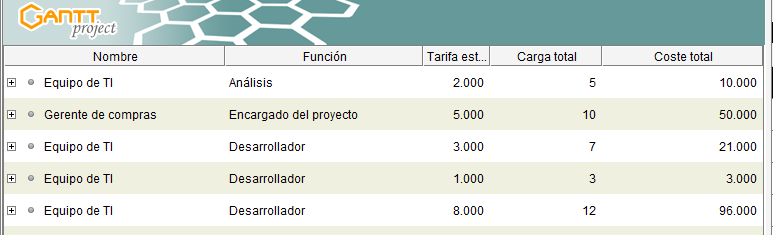 GANTT
project
Nombre Función Tarifa est... Carga total Coste total
Equipo de TI Análisis 2.000 5 10.000
Gerente de compras Encargado del proyecto 5.000 10 50.000
Equipo de TI Desarrollador 3.000 7 21.000
Equipo de TI Desarrollador 1.000 3 3.000
Equipo de TI Desarrollador 8.000 12 96.000